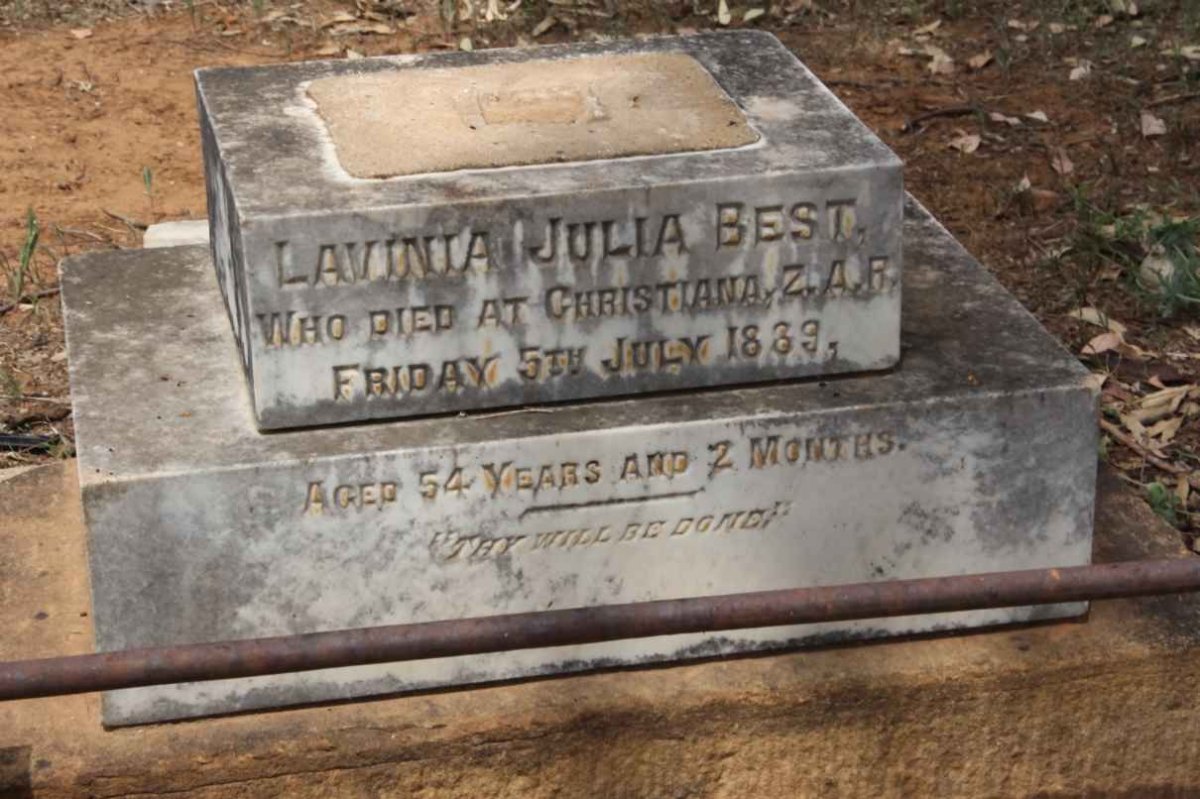 LAVINIA JULIA BEST,
WHO DIED AT CHRISTIANA, Z.A.R.
FRIDAY 5TH JULY 1889,
AGED 54 YEARS AND 2 MONTHS.
"THY WILL BE DONE."